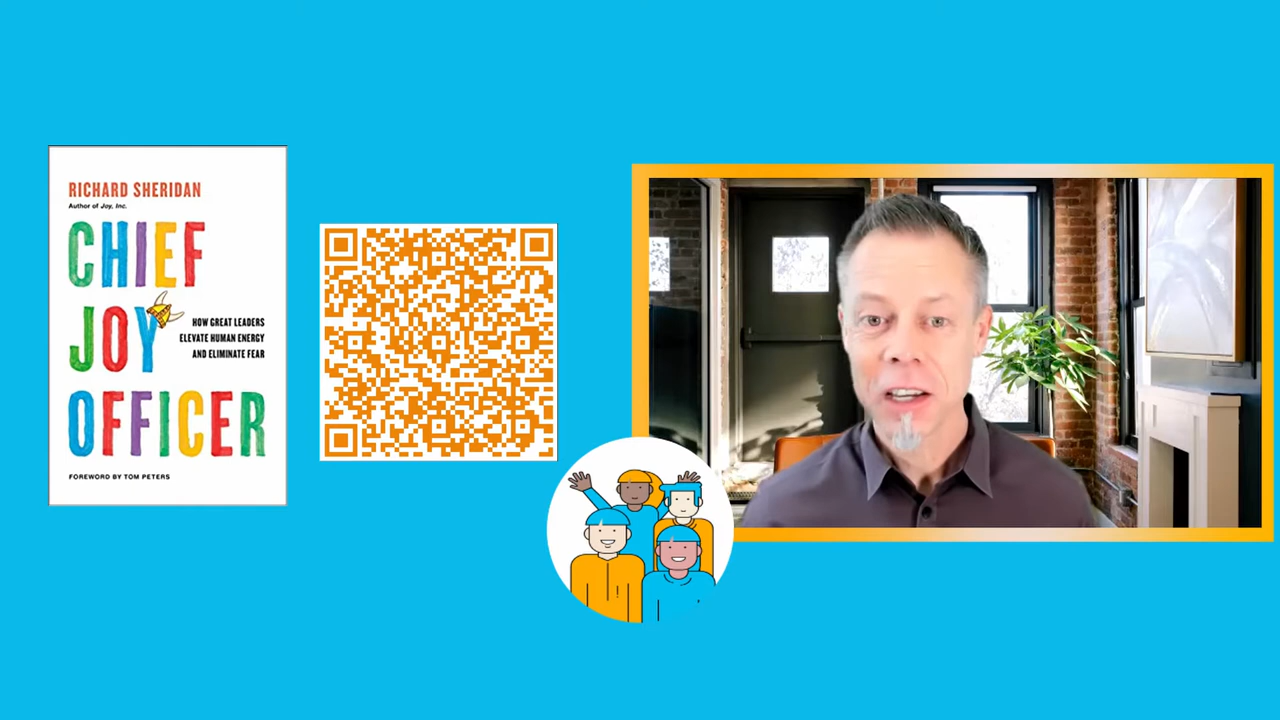 RICHARD SHERIDAN
Author of Joy, Inc.
CHIEF
JOY
HOW GREAT LEADERS
ELEVATE HUMAN ENERGY
AND ELIMINATE FEAR
OFFICER
FOREWORD BY TOM PETERS